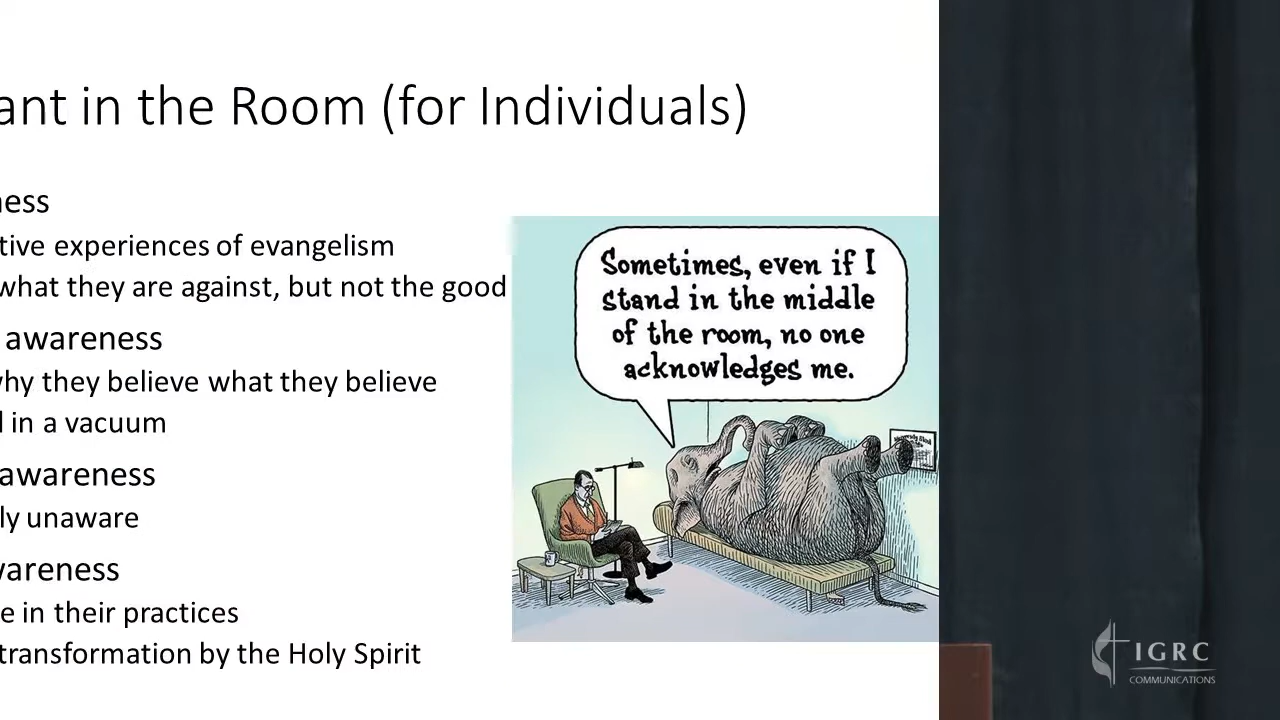 ant in the Room (for Individuals)
ness
tive experiences of evangelism
what they are against, but not the good
awareness
why they believe what they believe
l in a vacuum
awareness
ly unaware
wareness
e in their practices
transformation by the Holy Spirit
Sometimes, even if I
stand in the middle
of the room, no one
acknowledges me.
IGRC
COMMUNICATIONS